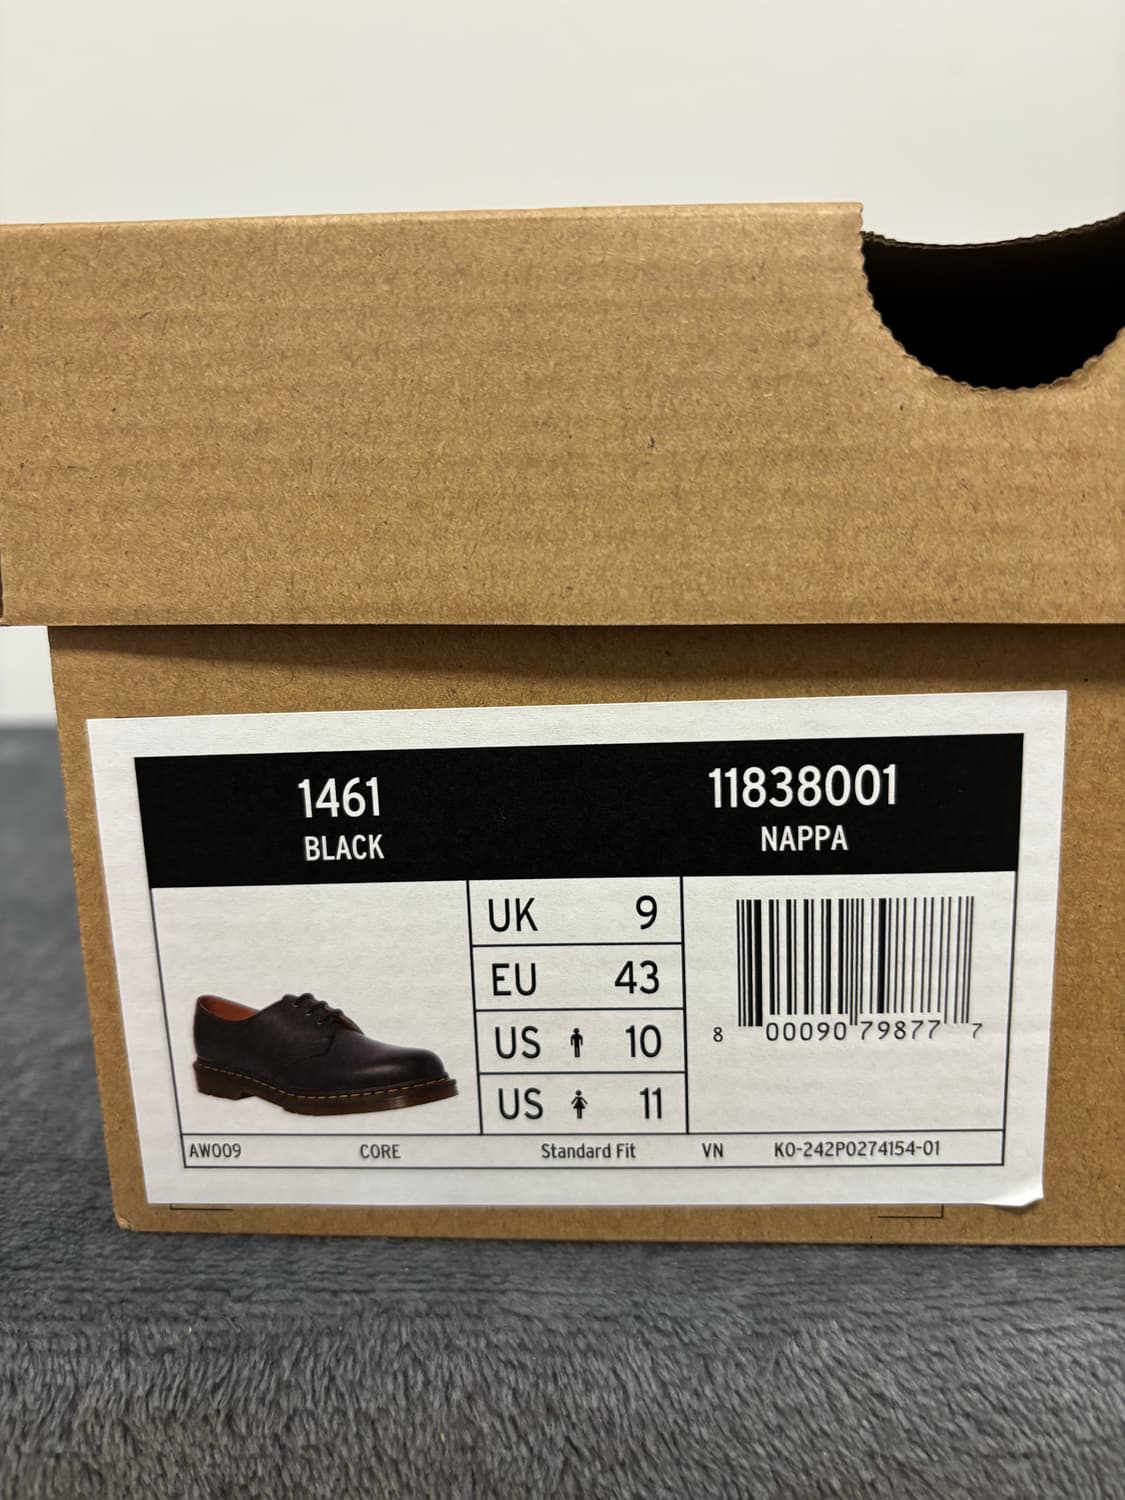 1461
BLACK
11838001
NAPPA
UK 9
EU 43
US 10
US 11
8 00090 79877 7
AW009 CORE Standard Fit VN KO-242P0274154-01